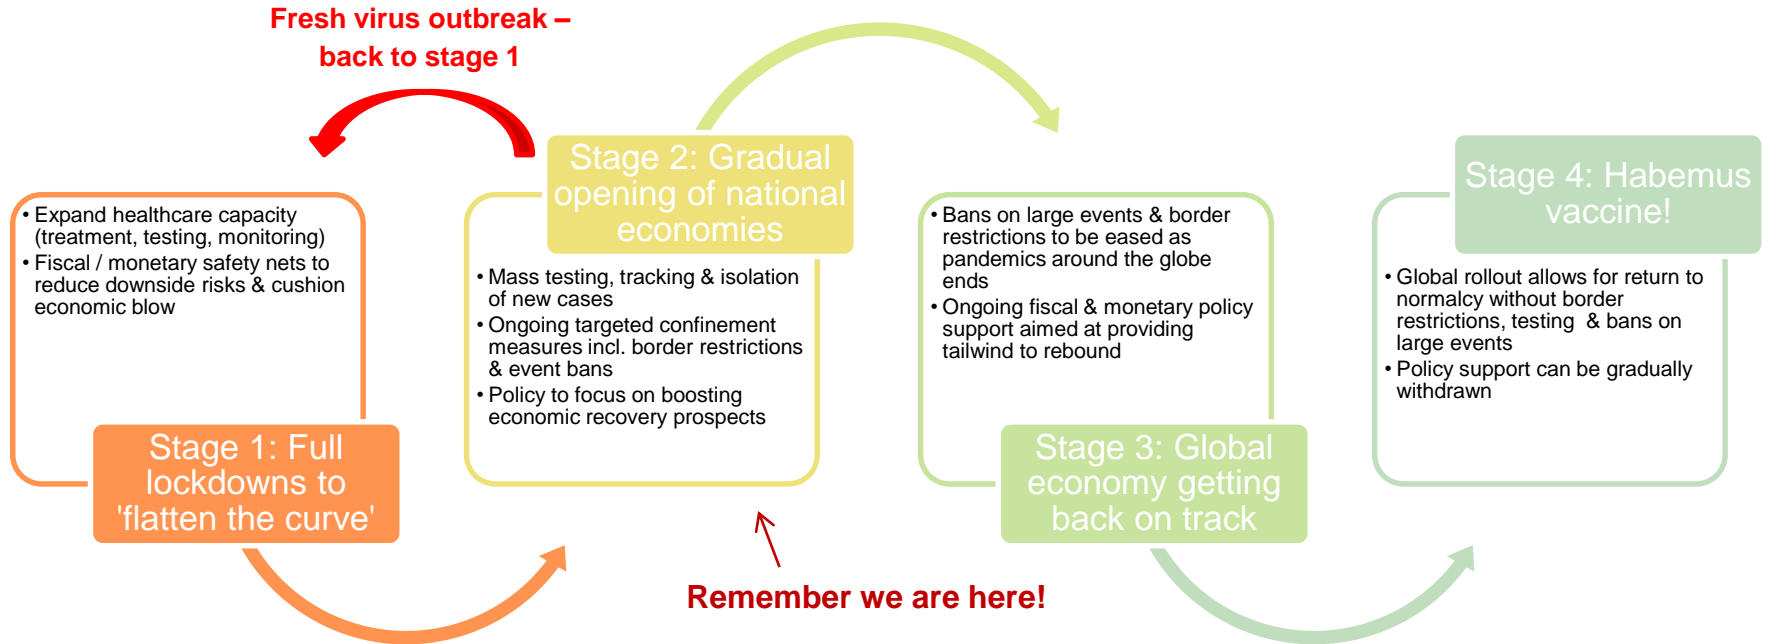 Fresh virus outbreak –
back to stage 1
• Expand healthcare capacity
(treatment, testing, monitoring)
• Fiscal / monetary safety nets to
reduce downside risks & cushion
economic blow
Stage 1: Full
lockdowns to
'flatten the curve'
Stage 2: Gradual
opening of national
economies
• Mass testing, tracking & isolation
of new cases
• Ongoing targeted confinement
measures incl. border restrictions
& event bans
• Policy to focus on boosting
economic recovery prospects
Remember we are here!
• Bans on large events & border
restrictions to be eased as
pandemics around the globe
ends
• Ongoing fiscal & monetary policy
support aimed at providing
tailwind to rebound
Stage 3: Global
economy getting
back on track
Stage 4: Habemus
vaccine!
• Global rollout allows for return to
normalcy without border
restrictions, testing & bans on
large events
• Policy support can be gradually
withdrawn